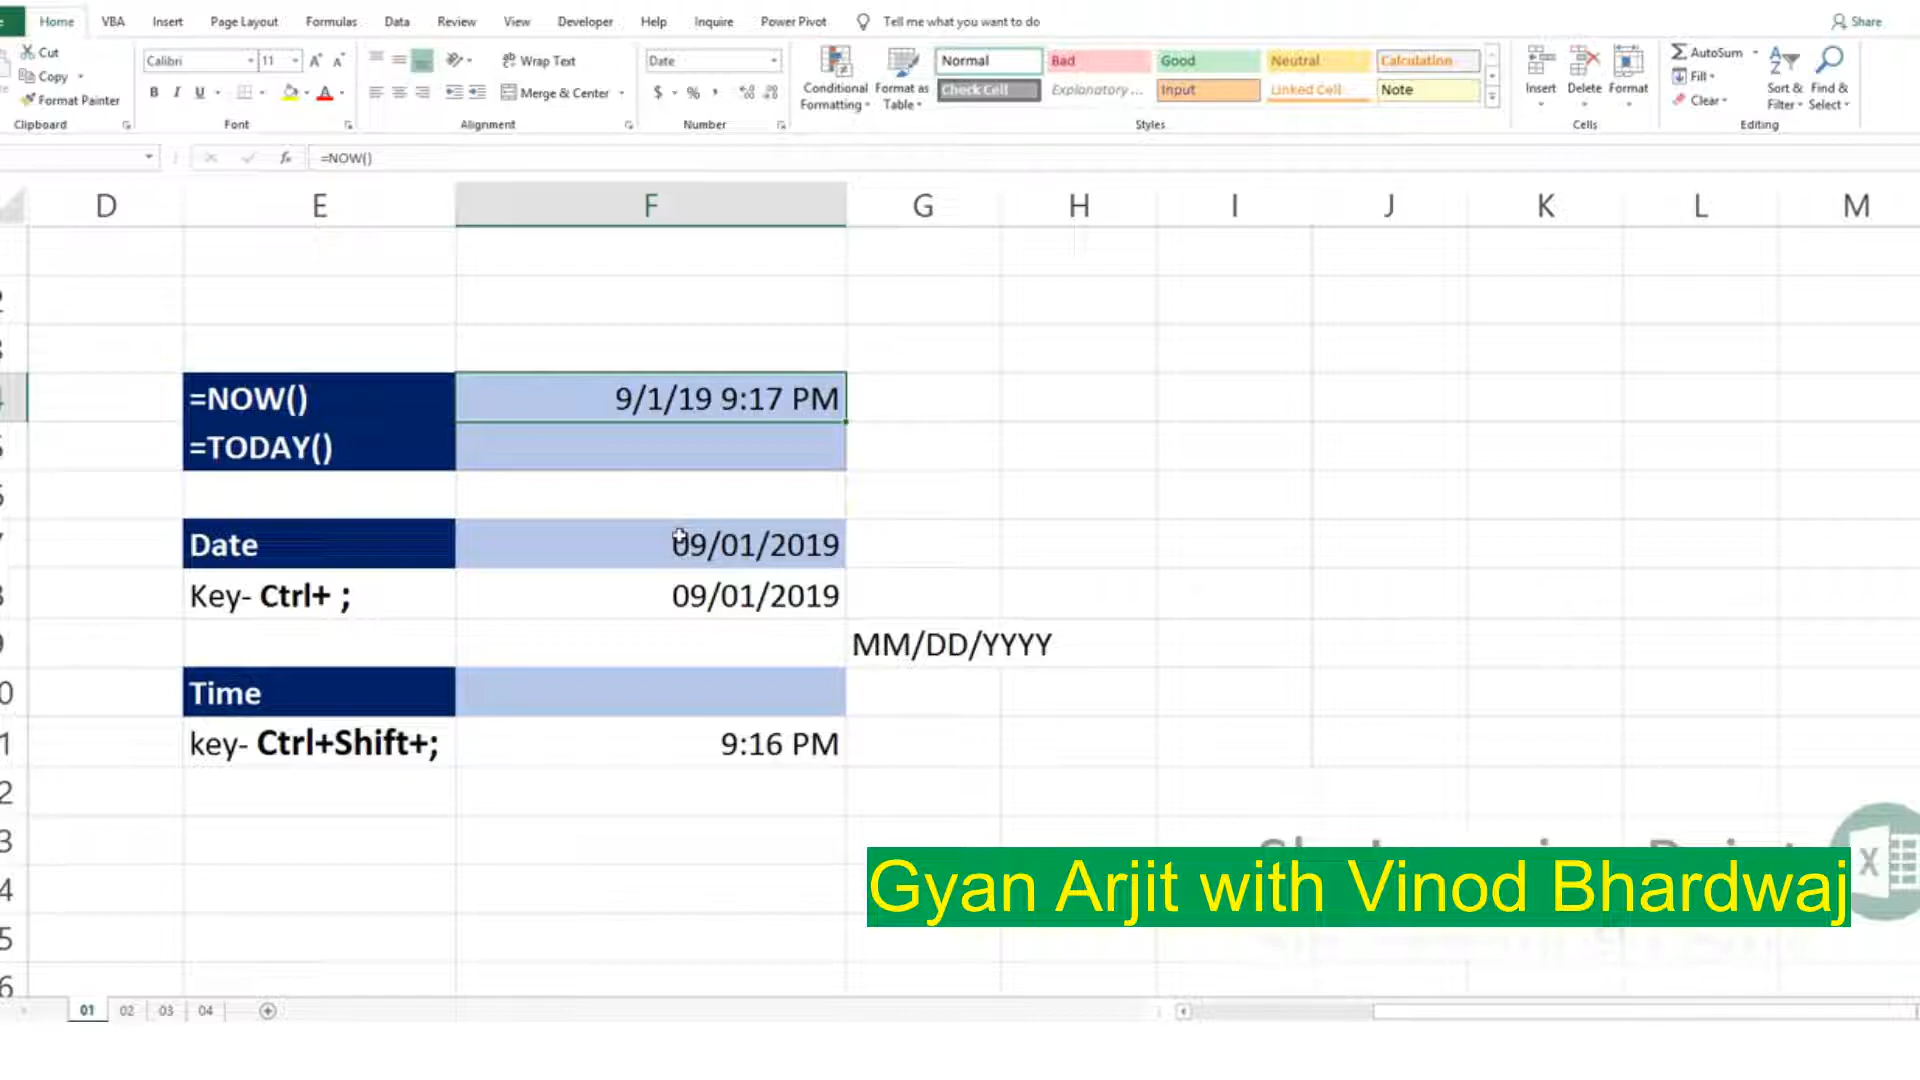 Home VBA Insert Page Layout Formulas Data Review View Developer Help Inquire Power Pivot Tell me what you want to do Share
Cut
Copy
Format Painter
Clipboard
Calibri 11
B I U
Font
Wrap Text
Merge & Center
Alignment
Date
$ % ,
Number
Conditional Formatting
Format as Table
Normal Bad Good Neutral Calculation
Check Cell Explanatory ... Input Linked Cell Note
Styles
Insert Delete Format
Cells
AutoSum
Fill
Clear
Sort & Filter
Find & Select
Editing
fx =NOW()
D E F G H I J K L M
=NOW() 9/1/19 9:17 PM
=TODAY()
Date 09/01/2019
Key- Ctrl+ ; 09/01/2019
MM/DD/YYYY
Time
key- Ctrl+Shift+; 9:16 PM
Gyan Arjit with Vinod Bhardwaj
01 02 03 04